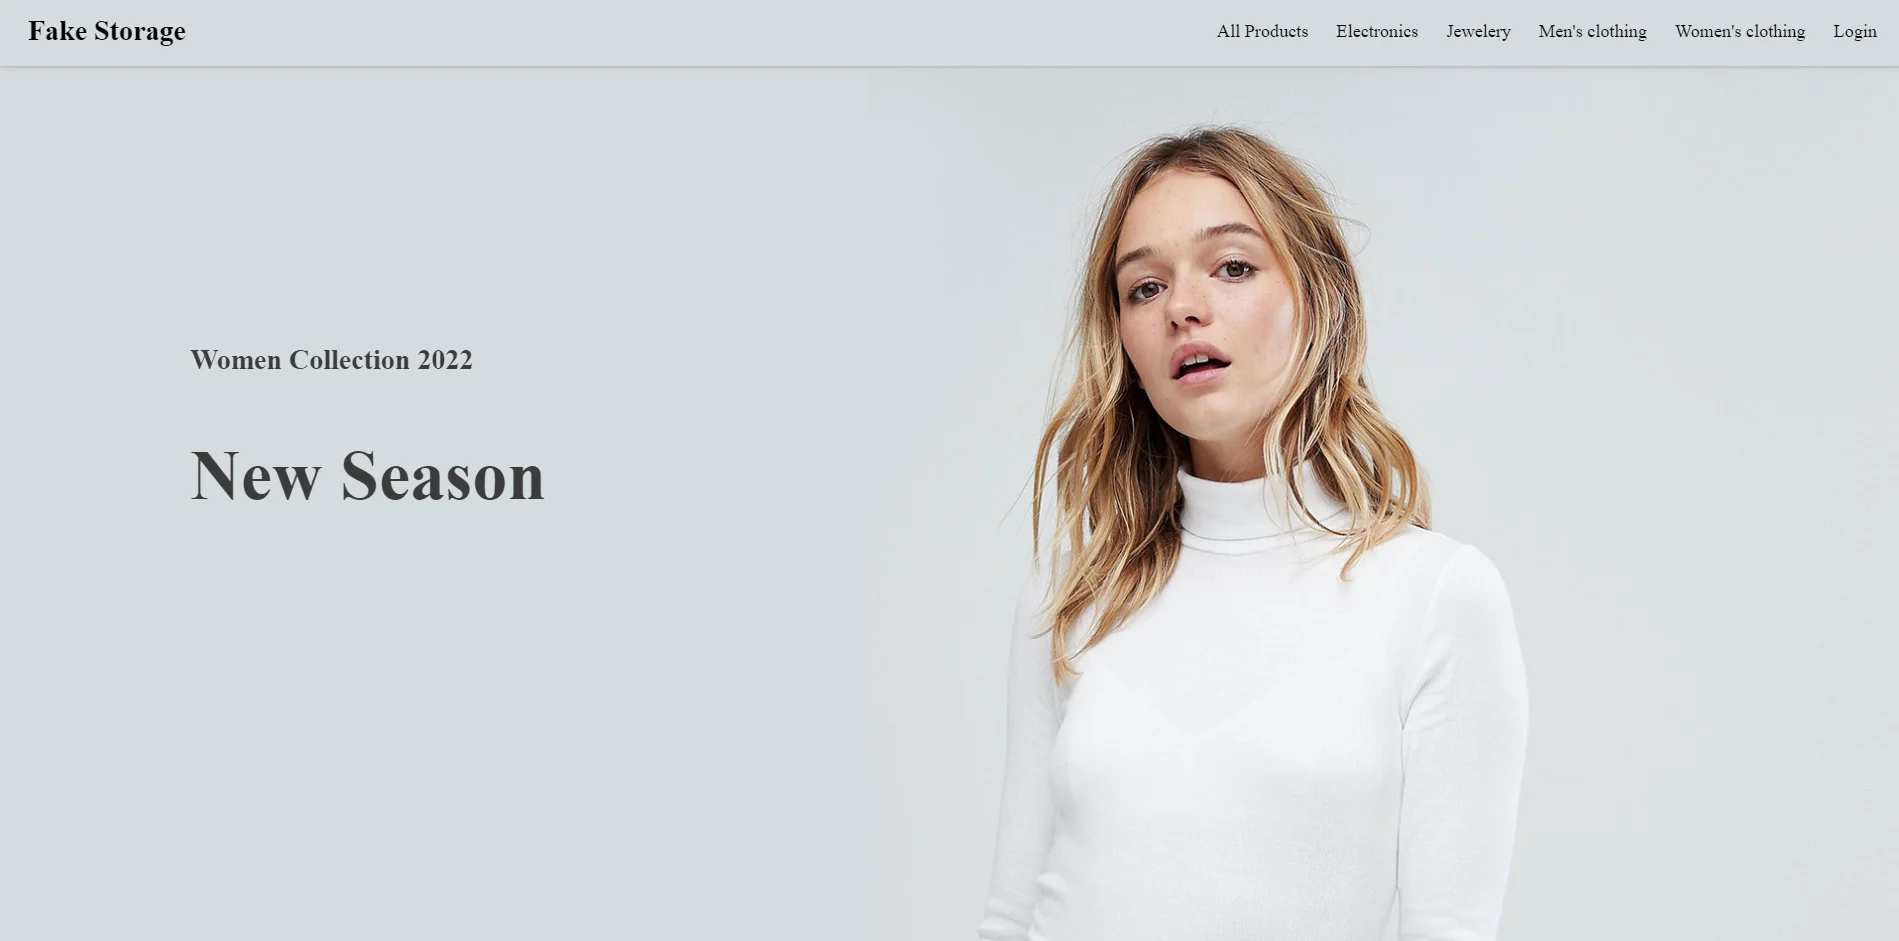 Fake Storage
All Products
Electronics
Jewelery
Men's clothing
Women's clothing
Login
Women Collection 2022
New Season